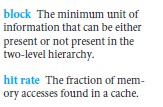 block The minimum unit of
information that can be either
present or not present in the
two-level hierarchy.
hit rate The fraction of mem-
ory accesses found in a cache.